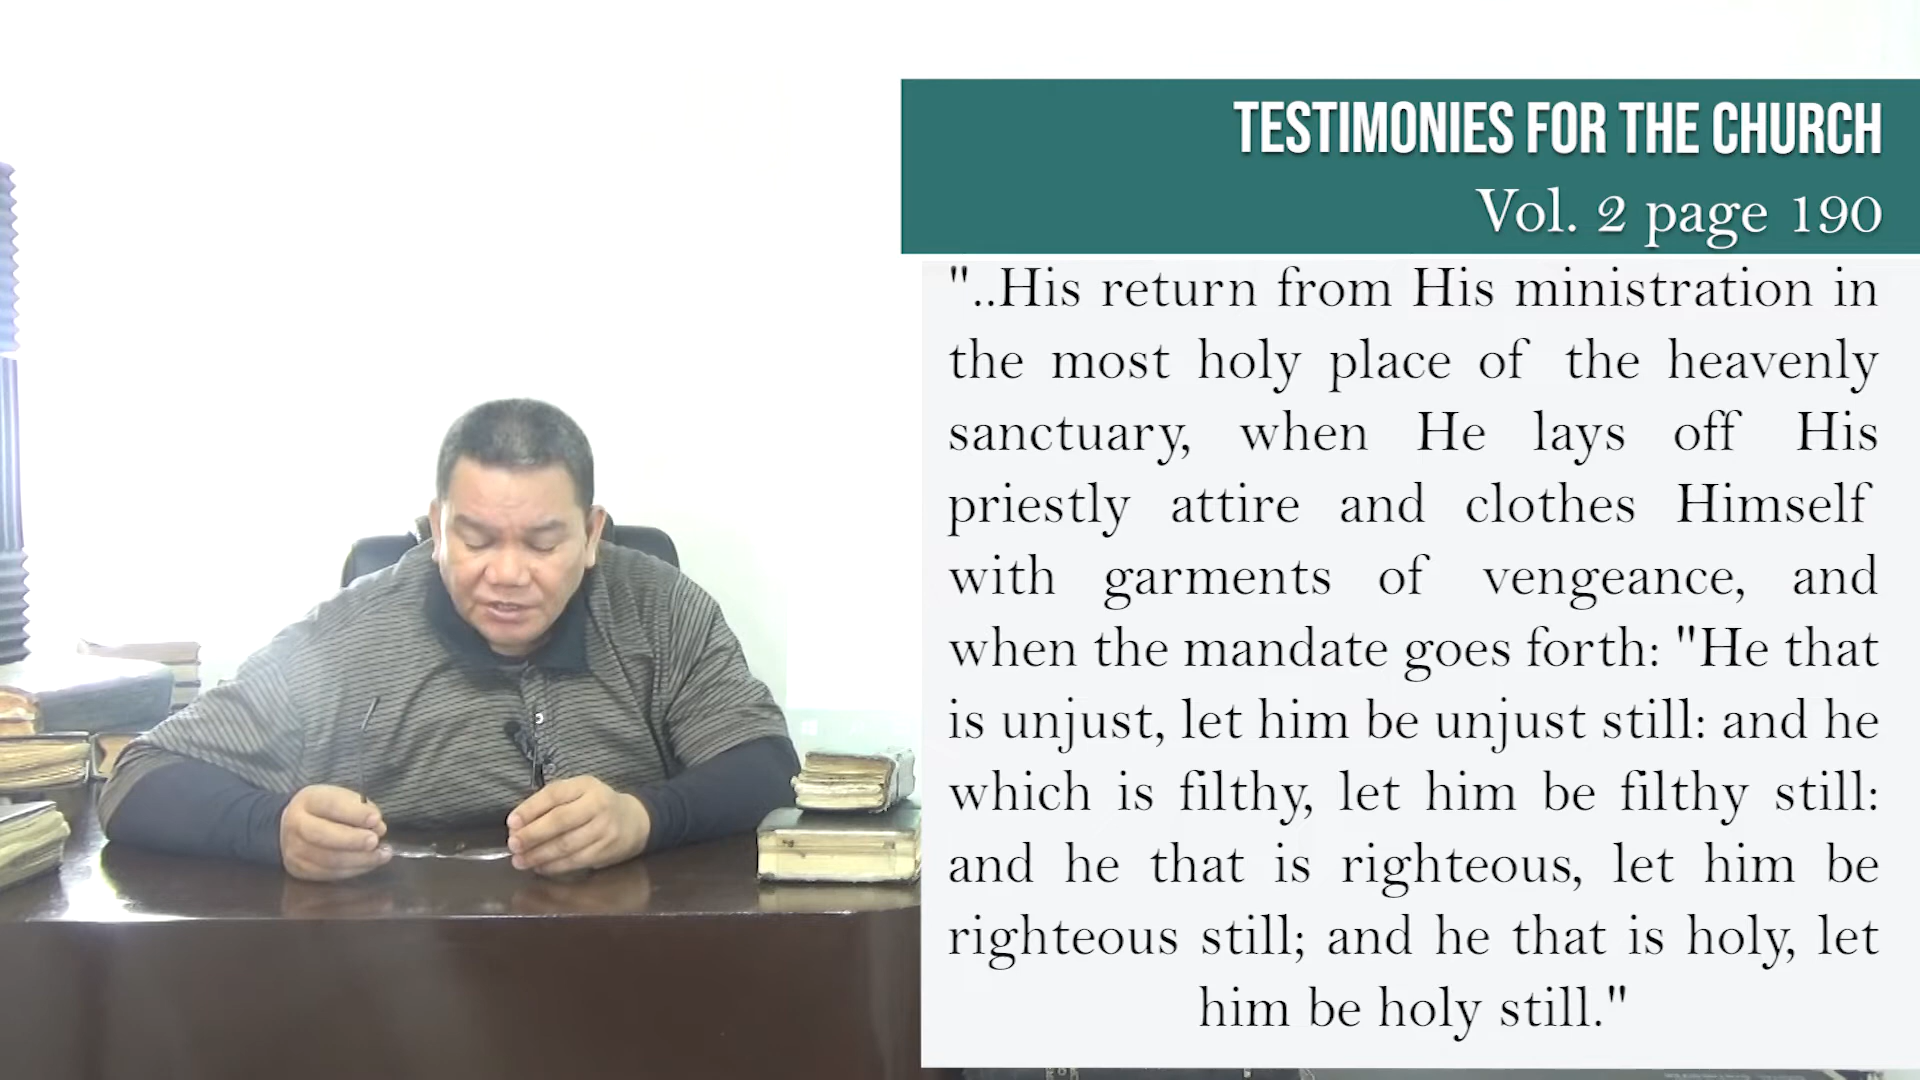 TESTIMONIES FOR THE CHURCH
Vol. 2 page 190
"..His return from His ministration in
the most holy place of the heavenly
sanctuary, when He lays off His
priestly attire and clothes Himself
with garments of vengeance, and
when the mandate goes forth: "He that
is unjust, let him be unjust still: and he
which is filthy, let him be filthy still:
and he that is righteous, let him be
righteous still; and he that is holy, let
him be holy still."